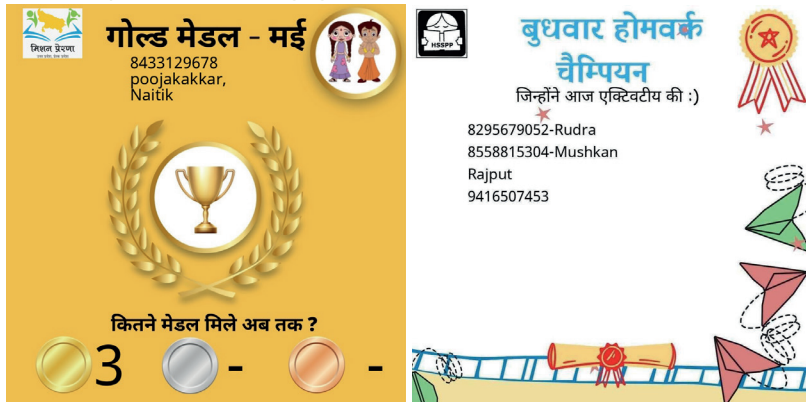 मिशन प्रेरणा
गोल्ड मेडल - मई
8433129678
poojakakkar,
Naitik
कितने मेडल मिले अब तक ?
3 - -
HSSPP
बुधवार होमवर्क
चैम्पियन
जिन्होंने आज एक्टिवटीय की :)
8295679052-Rudra
8558815304-Mushkan
Rajput
9416507453